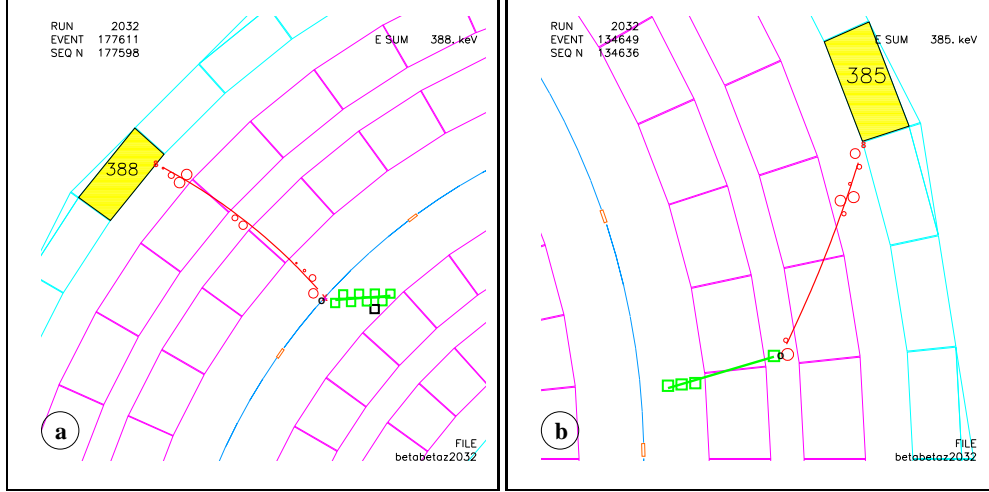 RUN 2032
EVENT 177611
SEQ N 177598
E SUM 388. keV
388
a
FILE
betabetaz2032
RUN 2032
EVENT 134649
SEQ N 134636
E SUM 385. keV
385
b
FILE
betabetaz2032